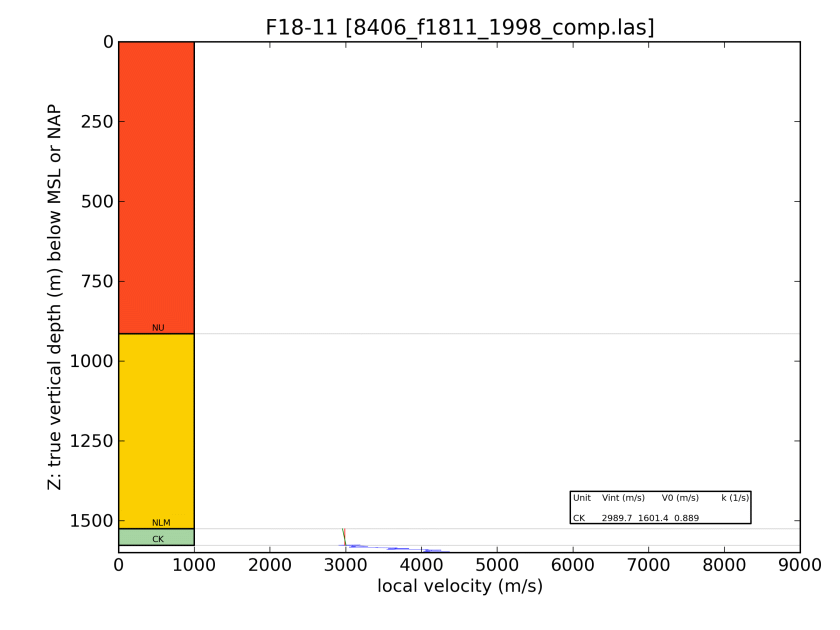 F18-11 [8406_f1811_1998_comp.las]
Z: true vertical depth (m) below MSL or NAP
0
250
500
750
1000
1250
1500
NU
NLM
CK
Unit Vint (m/s) V0 (m/s) k (1/s)
CK 2989.7 1601.4 0.889
0 1000 2000 3000 4000 5000 6000 7000 8000 9000
local velocity (m/s)